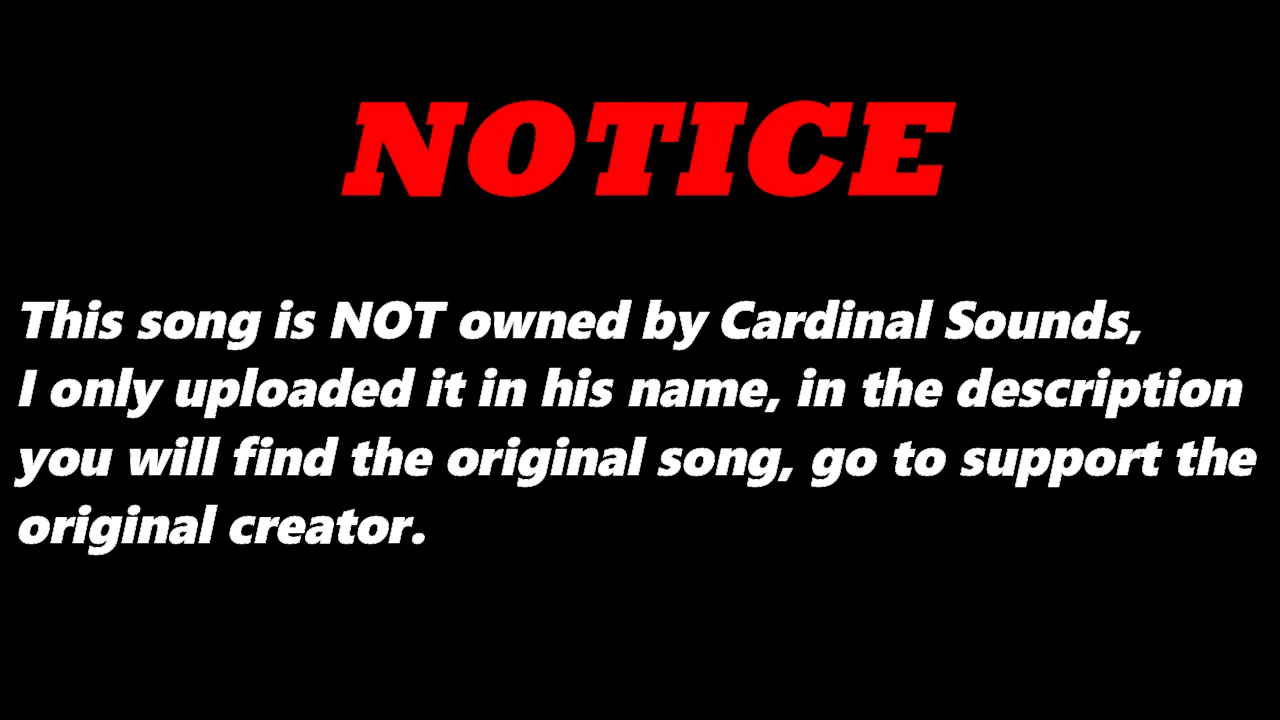 NOTICE
This song is NOT owned by Cardinal Sounds,
I only uploaded it in his name, in the description
you will find the original song, go to support the
original creator.